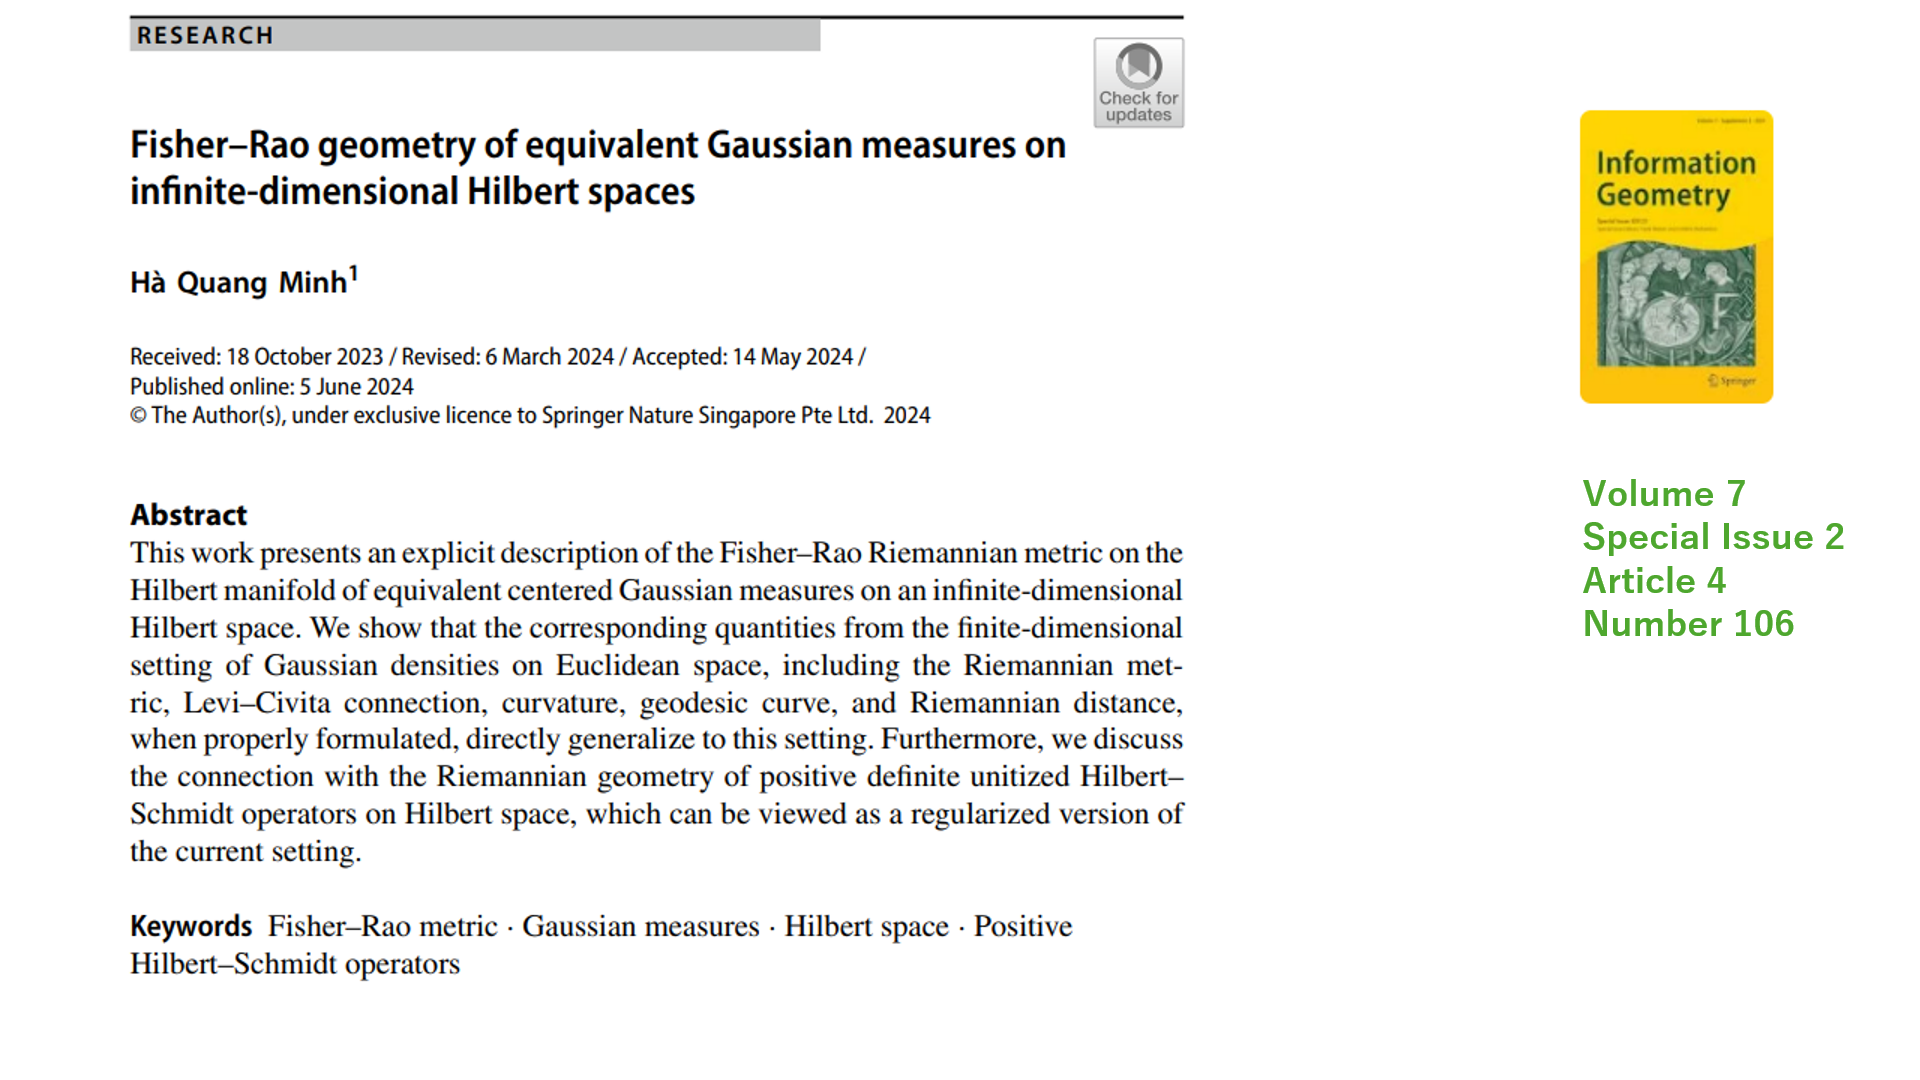 RESEARCH
Check for
updates
Fisher–Rao geometry of equivalent Gaussian measures on
infinite-dimensional Hilbert spaces
Hà Quang Minh1
Received: 18 October 2023 / Revised: 6 March 2024 / Accepted: 14 May 2024 /
Published online: 5 June 2024
© The Author(s), under exclusive licence to Springer Nature Singapore Pte Ltd. 2024
Abstract
This work presents an explicit description of the Fisher–Rao Riemannian metric on the
Hilbert manifold of equivalent centered Gaussian measures on an infinite-dimensional
Hilbert space. We show that the corresponding quantities from the finite-dimensional
setting of Gaussian densities on Euclidean space, including the Riemannian met-
ric, Levi–Civita connection, curvature, geodesic curve, and Riemannian distance,
when properly formulated, directly generalize to this setting. Furthermore, we discuss
the connection with the Riemannian geometry of positive definite unitized Hilbert–
Schmidt operators on Hilbert space, which can be viewed as a regularized version of
the current setting.
Keywords Fisher–Rao metric · Gaussian measures · Hilbert space · Positive
Hilbert–Schmidt operators
Information
Geometry
Springer
Volume 7
Special Issue 2
Article 4
Number 106